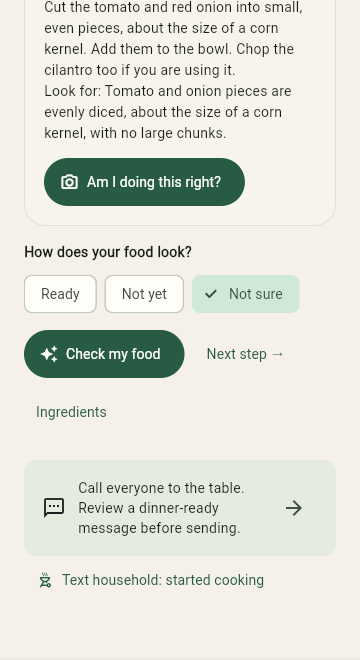 Cut the tomato and red onion into small,
even pieces, about the size of a corn
kernel. Add them to the bowl. Chop the
cilantro too if you are using it.
Look for: Tomato and onion pieces are
evenly diced, about the size of a corn
kernel, with no large chunks.
Am I doing this right?
How does your food look?
Ready
Not yet
Not sure
Check my food
Next step →
Ingredients
Call everyone to the table.
Review a dinner-ready
message before sending.
Text household: started cooking